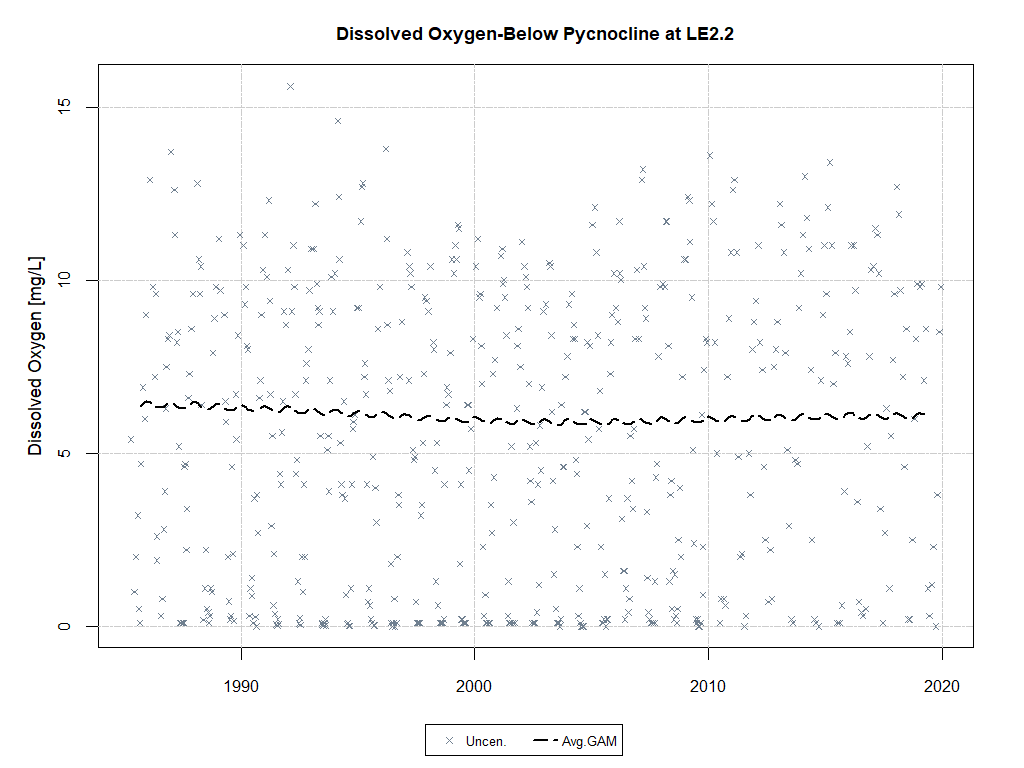 Dissolved Oxygen-Below Pycnocline at LE2.2
Dissolved Oxygen [mg/L]
15
10
5
0
1990 2000 2010 2020
Uncen. Avg.GAM